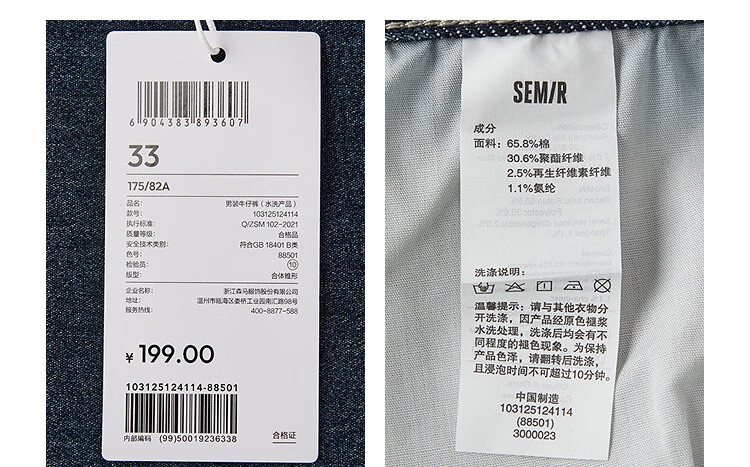 6 904383 893607
33
175/82A
品名: 男装牛仔裤（水洗产品）
款号: 103125124114
执行标准: Q/ZSM 102-2021
质量等级: 合格品
安全技术类别: 符合GB 18401 B类
色号: 88501
检验员: 10
版型: 合体锥形
企业名称: 浙江森马服饰股份有限公司
地址: 温州市瓯海区娄桥工业园南汇路98号
服务热线: 400-8877-588
¥ 199.00
103125124114-88501
内部编码 (99)50019236338
合格证
SEM/R
成分
面料: 65.8%棉
30.6%聚酯纤维
2.5%再生纤维素纤维
1.1%氨纶
洗涤说明:
温馨提示: 请与其他衣物分
开洗涤, 因产品经原色褪浆
水洗处理, 洗涤后均会有不
同程度的褪色现象。为保持
产品色泽, 请翻转后洗涤,
且浸泡时间不可超过10分钟。
中国制造
103125124114
(88501)
3000023